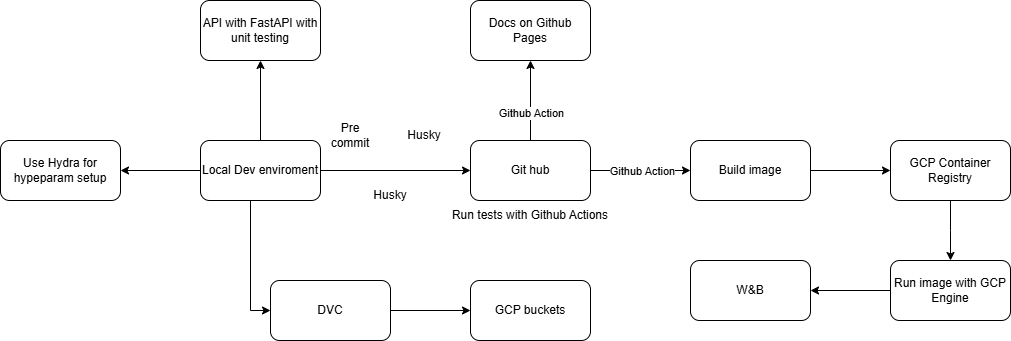 API with FastAPI with
unit testing
Docs on Github
Pages
Github Action
Pre
commit
Husky
Use Hydra for
hypeparam setup
Local Dev enviroment
Git hub
Github Action
Build image
GCP Container
Registry
Husky
Run tests with Github Actions
DVC
GCP buckets
W&B
Run image with GCP
Engine